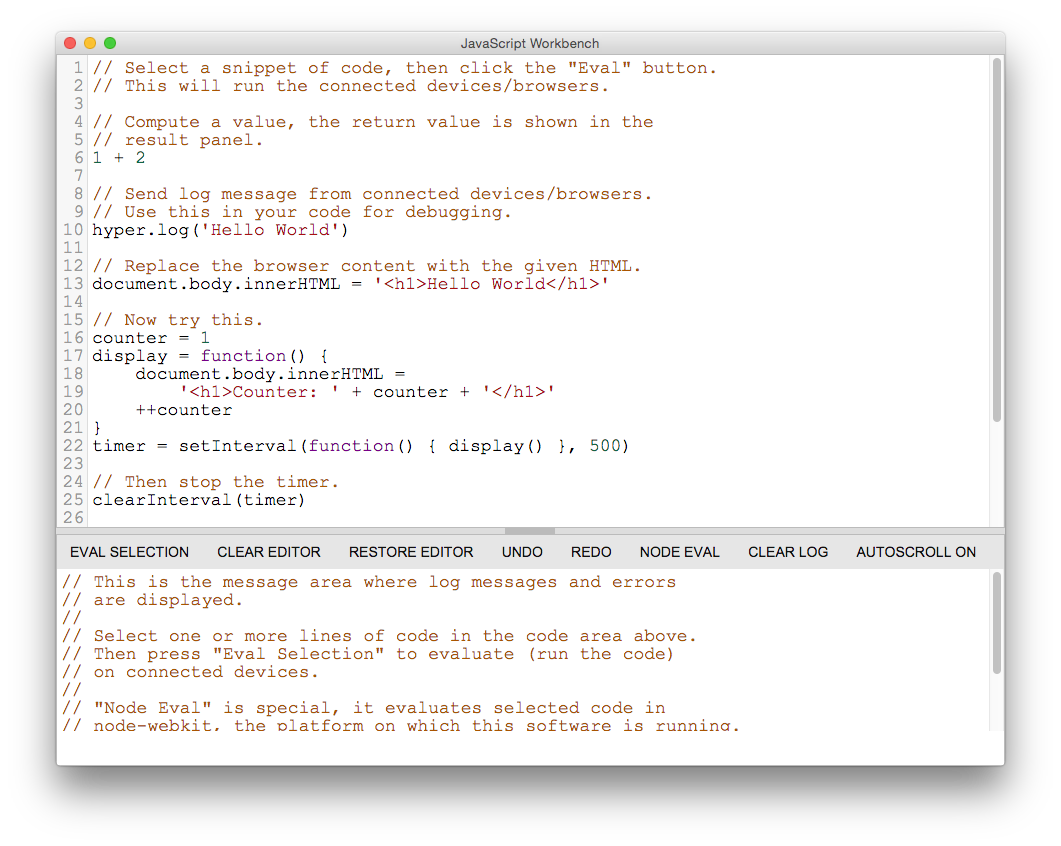 JavaScript Workbench
1 // Select a snippet of code, then click the "Eval" button.
2 // This will run the connected devices/browsers.
3
4 // Compute a value, the return value is shown in the
5 // result panel.
6 1 + 2
7
8 // Send log message from connected devices/browsers.
9 // Use this in your code for debugging.
10 hyper.log('Hello World')
11
12 // Replace the browser content with the given HTML.
13 document.body.innerHTML = '<h1>Hello World</h1>'
14
15 // Now try this.
16 counter = 1
17 display = function() {
18     document.body.innerHTML =
19         '<h1>Counter: ' + counter + '</h1>'
20     ++counter
21 }
22 timer = setInterval(function() { display() }, 500)
23
24 // Then stop the timer.
25 clearInterval(timer)
26
EVAL SELECTION CLEAR EDITOR RESTORE EDITOR UNDO REDO NODE EVAL CLEAR LOG AUTOSCROLL ON
// This is the message area where log messages and errors
// are displayed.
//
// Select one or more lines of code in the code area above.
// Then press "Eval Selection" to evaluate (run the code)
// on connected devices.
//
// "Node Eval" is special, it evaluates selected code in
// node-webkit, the platform on which this software is running.